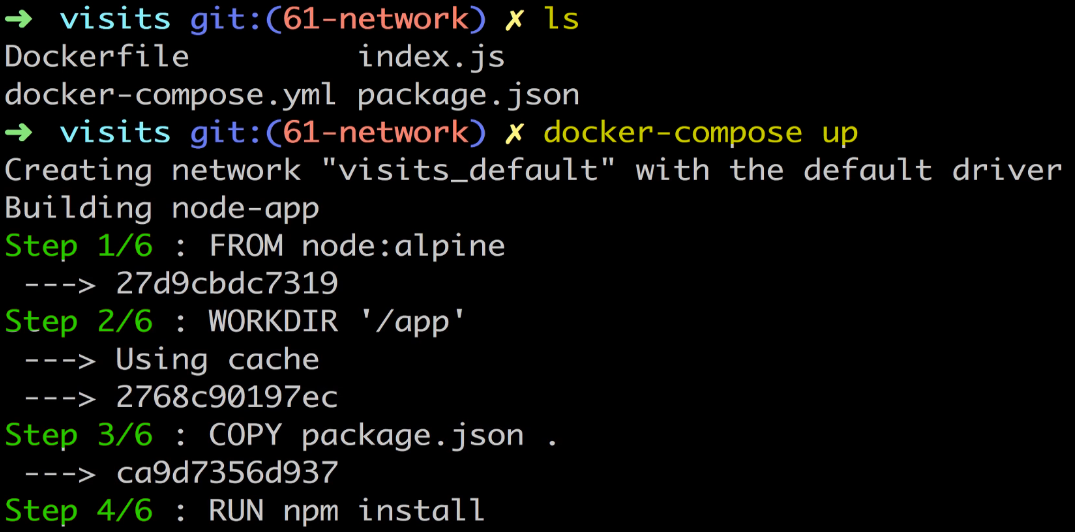 ➜ visits git:(61-network) ✗ ls
Dockerfile index.js
docker-compose.yml package.json
➜ visits git:(61-network) ✗ docker-compose up
Creating network "visits_default" with the default driver
Building node-app
Step 1/6 : FROM node:alpine
---> 27d9cbdc7319
Step 2/6 : WORKDIR '/app'
---> Using cache
---> 2768c90197ec
Step 3/6 : COPY package.json .
---> ca9d7356d937
Step 4/6 : RUN npm install